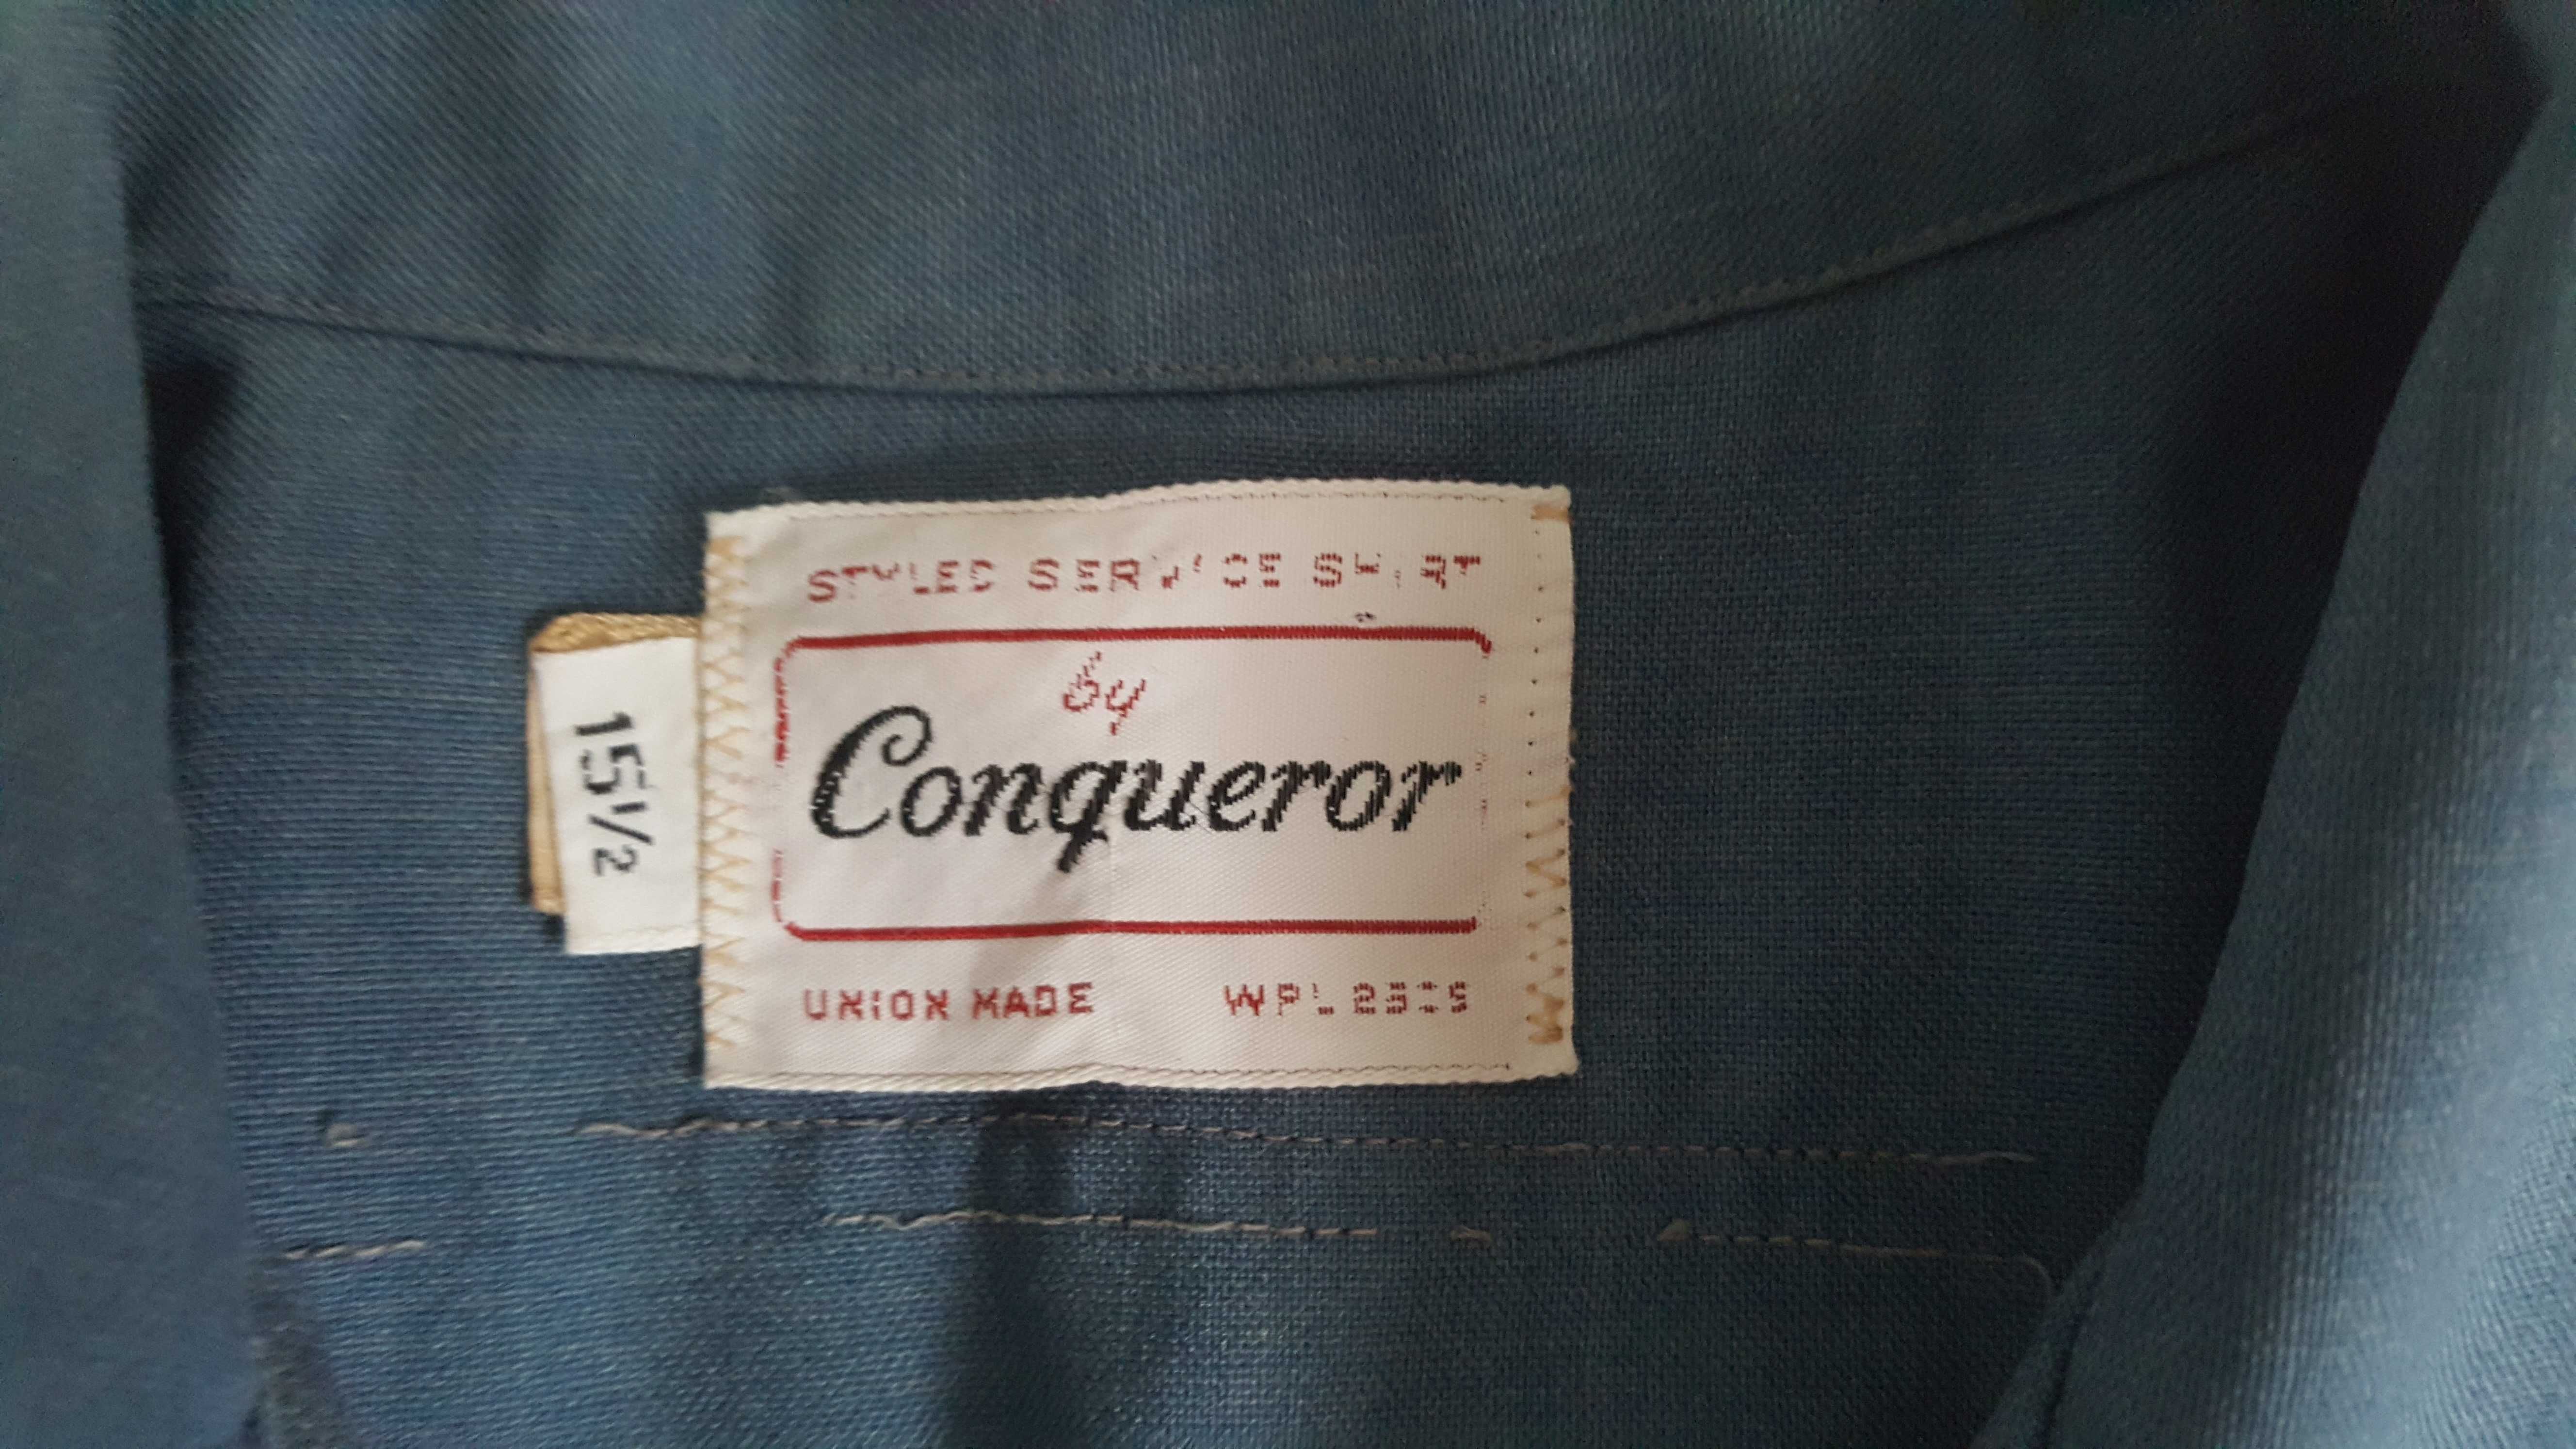 STYLED SERVICE SHIRT
by
Conqueror
UNION MADE
15½